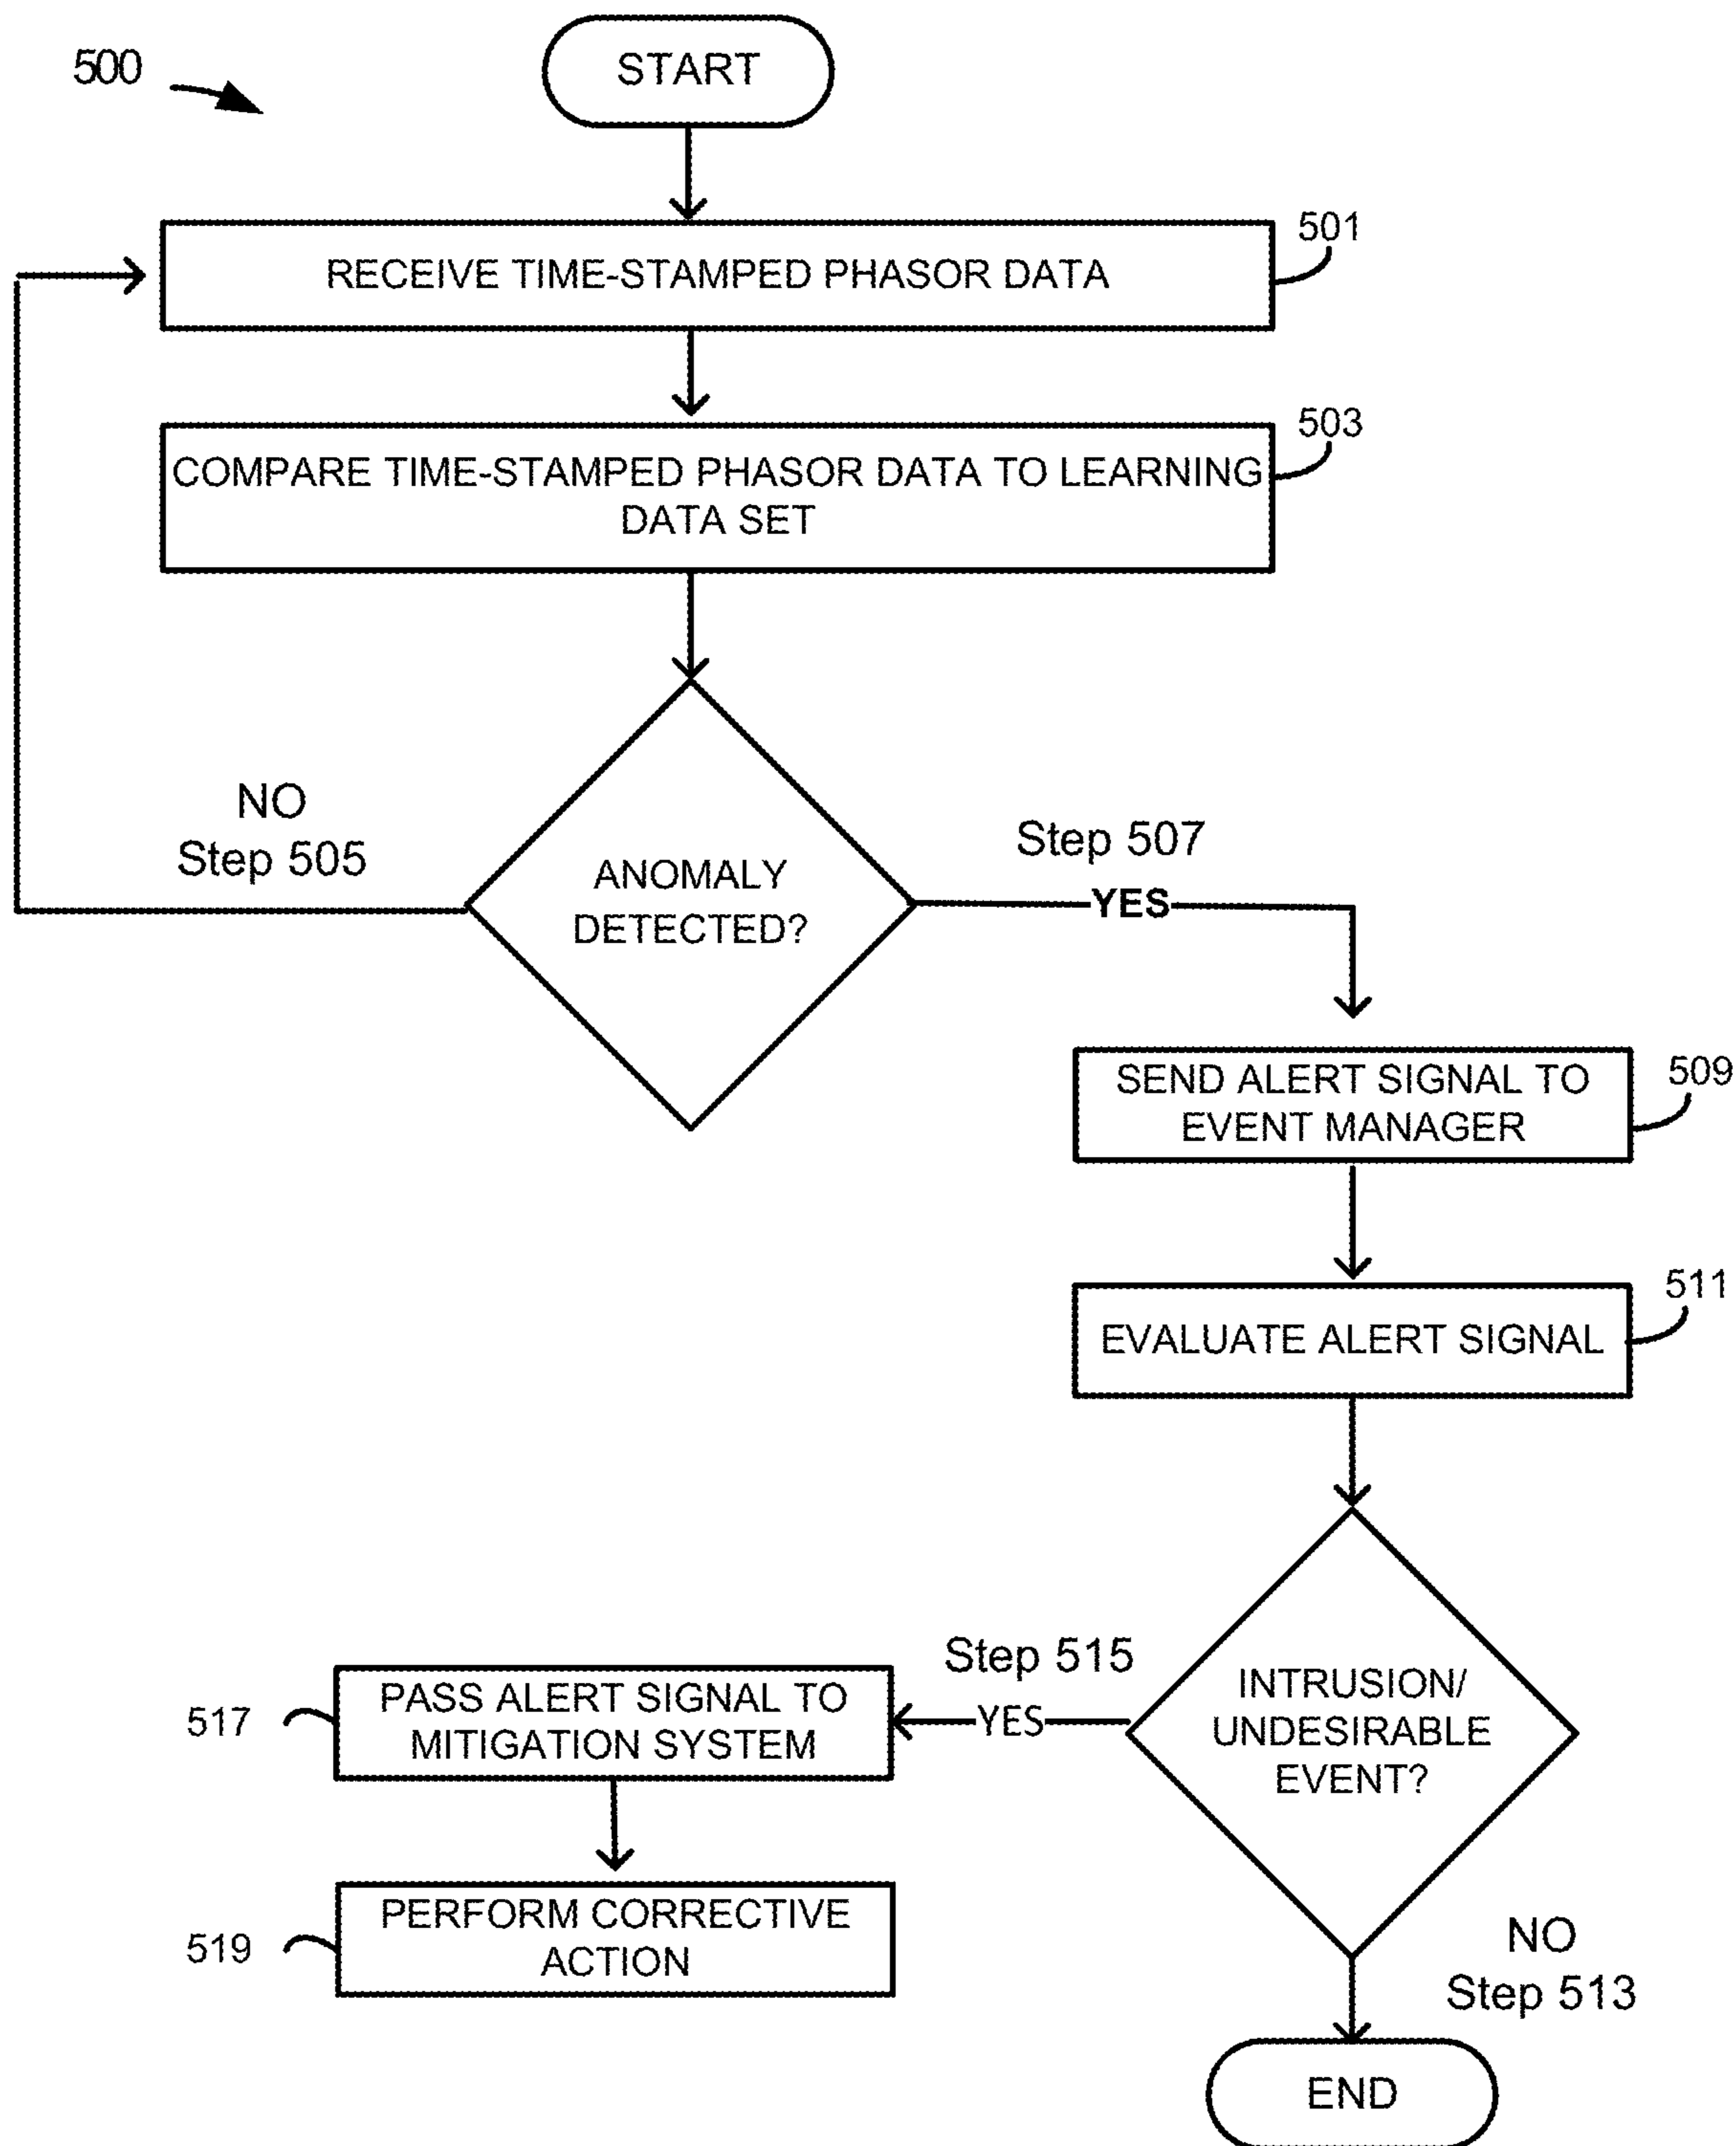 500
START
501
RECEIVE TIME-STAMPED PHASOR DATA
503
COMPARE TIME-STAMPED PHASOR DATA TO LEARNING
DATA SET
NO
Step 505
ANOMALY
DETECTED?
Step 507
YES
509
SEND ALERT SIGNAL TO
EVENT MANAGER
511
EVALUATE ALERT SIGNAL
INTRUSION/
UNDESIRABLE
EVENT?
Step 515
YES
517
PASS ALERT SIGNAL TO
MITIGATION SYSTEM
519
PERFORM CORRECTIVE
ACTION
NO
Step 513
END